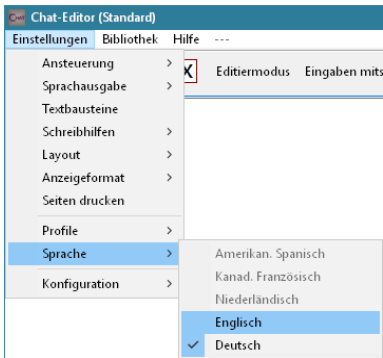 Chat-Editor (Standard)
Einstellungen Bibliothek Hilfe ---
X Editiermodus Eingaben mits
Ansteuerung >
Sprachausgabe >
Textbausteine
Schreibhilfen >
Layout >
Anzeigeformat >
Seiten drucken
Profile >
Sprache >
Konfiguration >
Amerikan. Spanisch
Kanad. Französisch
Niederländisch
Englisch
✓ Deutsch